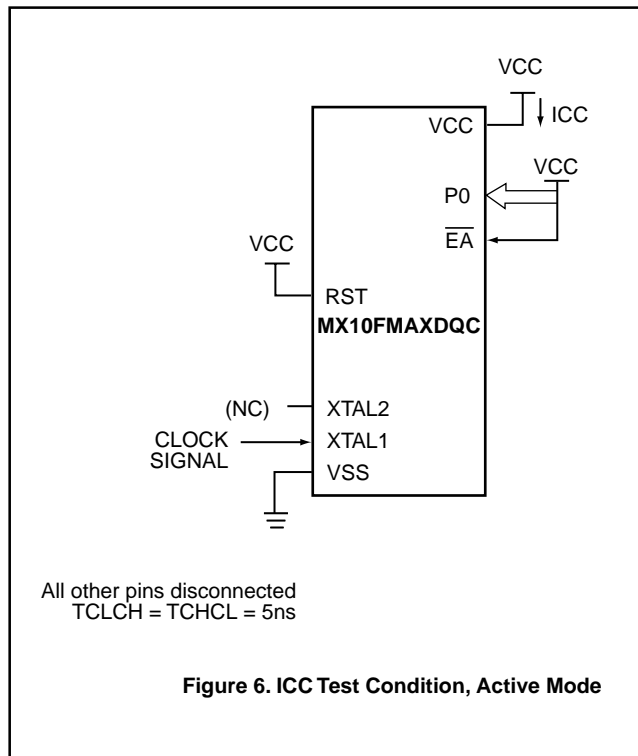 VCC
ICC
VCC
VCC
P0
EA
VCC
RST
MX10FMAXDQC
(NC)
XTAL2
CLOCK
SIGNAL
XTAL1
VSS
All other pins disconnected
TCLCH = TCHCL = 5ns
Figure 6. ICC Test Condition, Active Mode